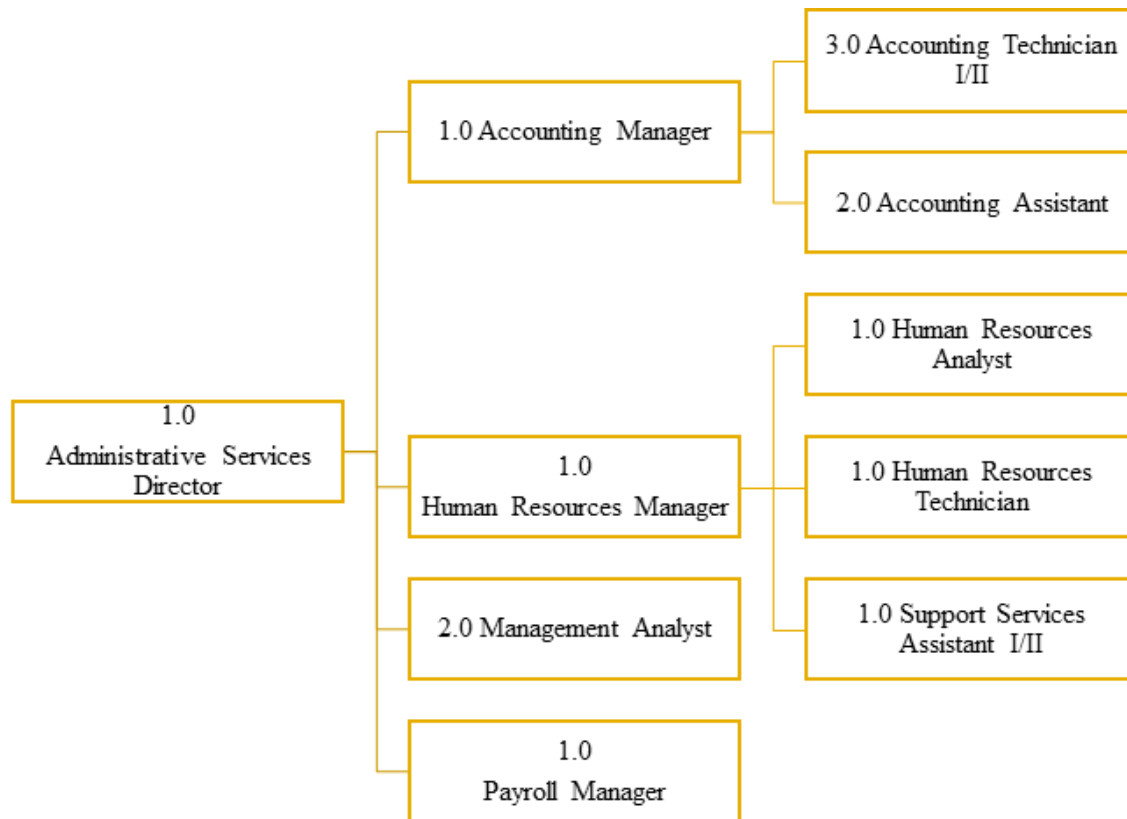 3.0 Accounting Technician
I/II
1.0 Accounting Manager
2.0 Accounting Assistant
1.0 Human Resources
Analyst
1.0
Administrative Services
Director
1.0
Human Resources Manager
1.0 Human Resources
Technician
2.0 Management Analyst
1.0 Support Services
Assistant I/II
1.0
Payroll Manager